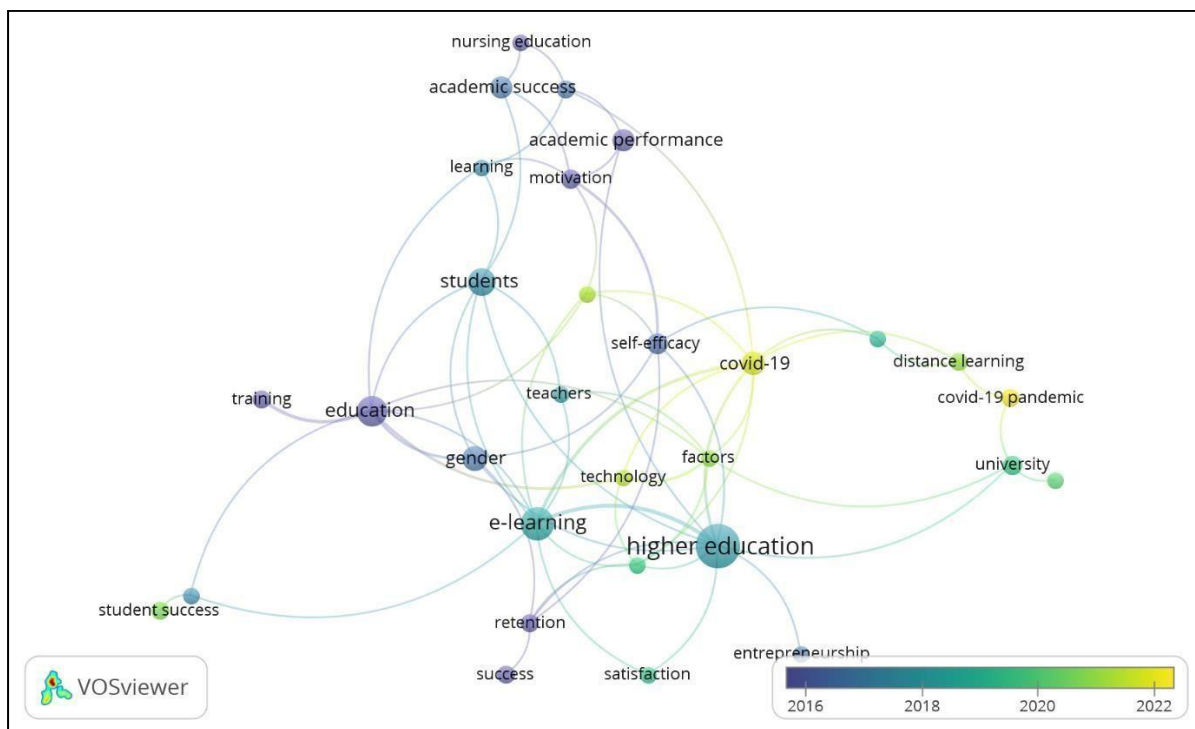 nursing education
academic success
academic performance
learning
motivation
students
self-efficacy
covid-19
distance learning
covid-19 pandemic
teachers
training
education
gender
factors
university
technology
e-learning
higher education
student success
retention
entrepreneurship
success
satisfaction
VOSviewer
2016 2018 2020 2022